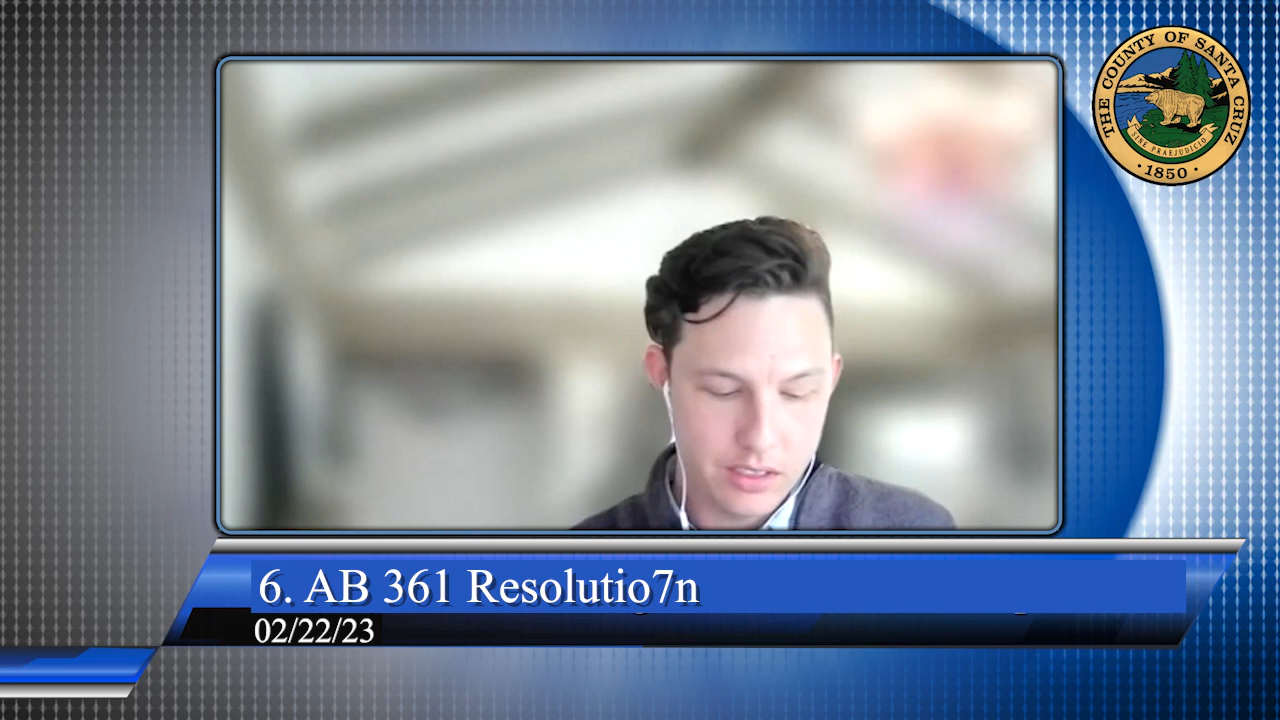 THE COUNTY OF SANTA CRUZ
SINE PRAEJUDICIO
· 1850 ·
6. AB 361 Resolutio7n
02/22/23